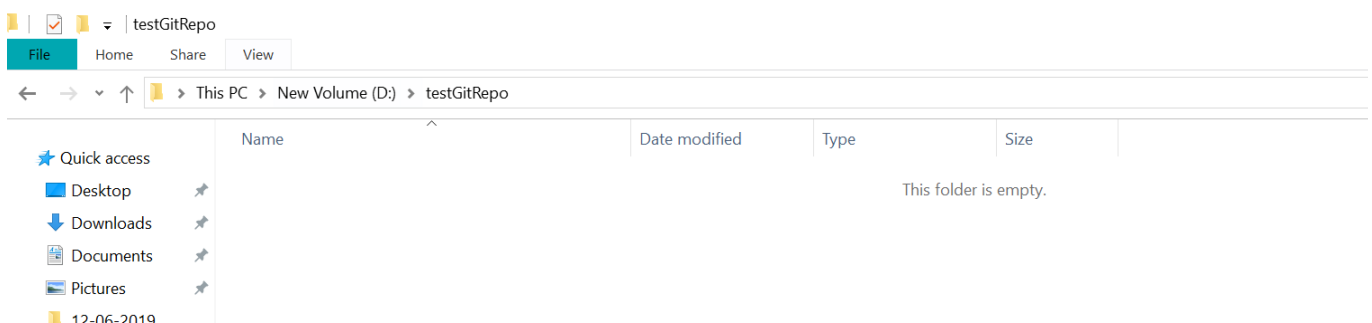 testGitRepo
File Home Share View
This PC > New Volume (D:) > testGitRepo
Name Date modified Type Size
Quick access
This folder is empty.
Desktop
Downloads
Documents
Pictures
12-06-2019